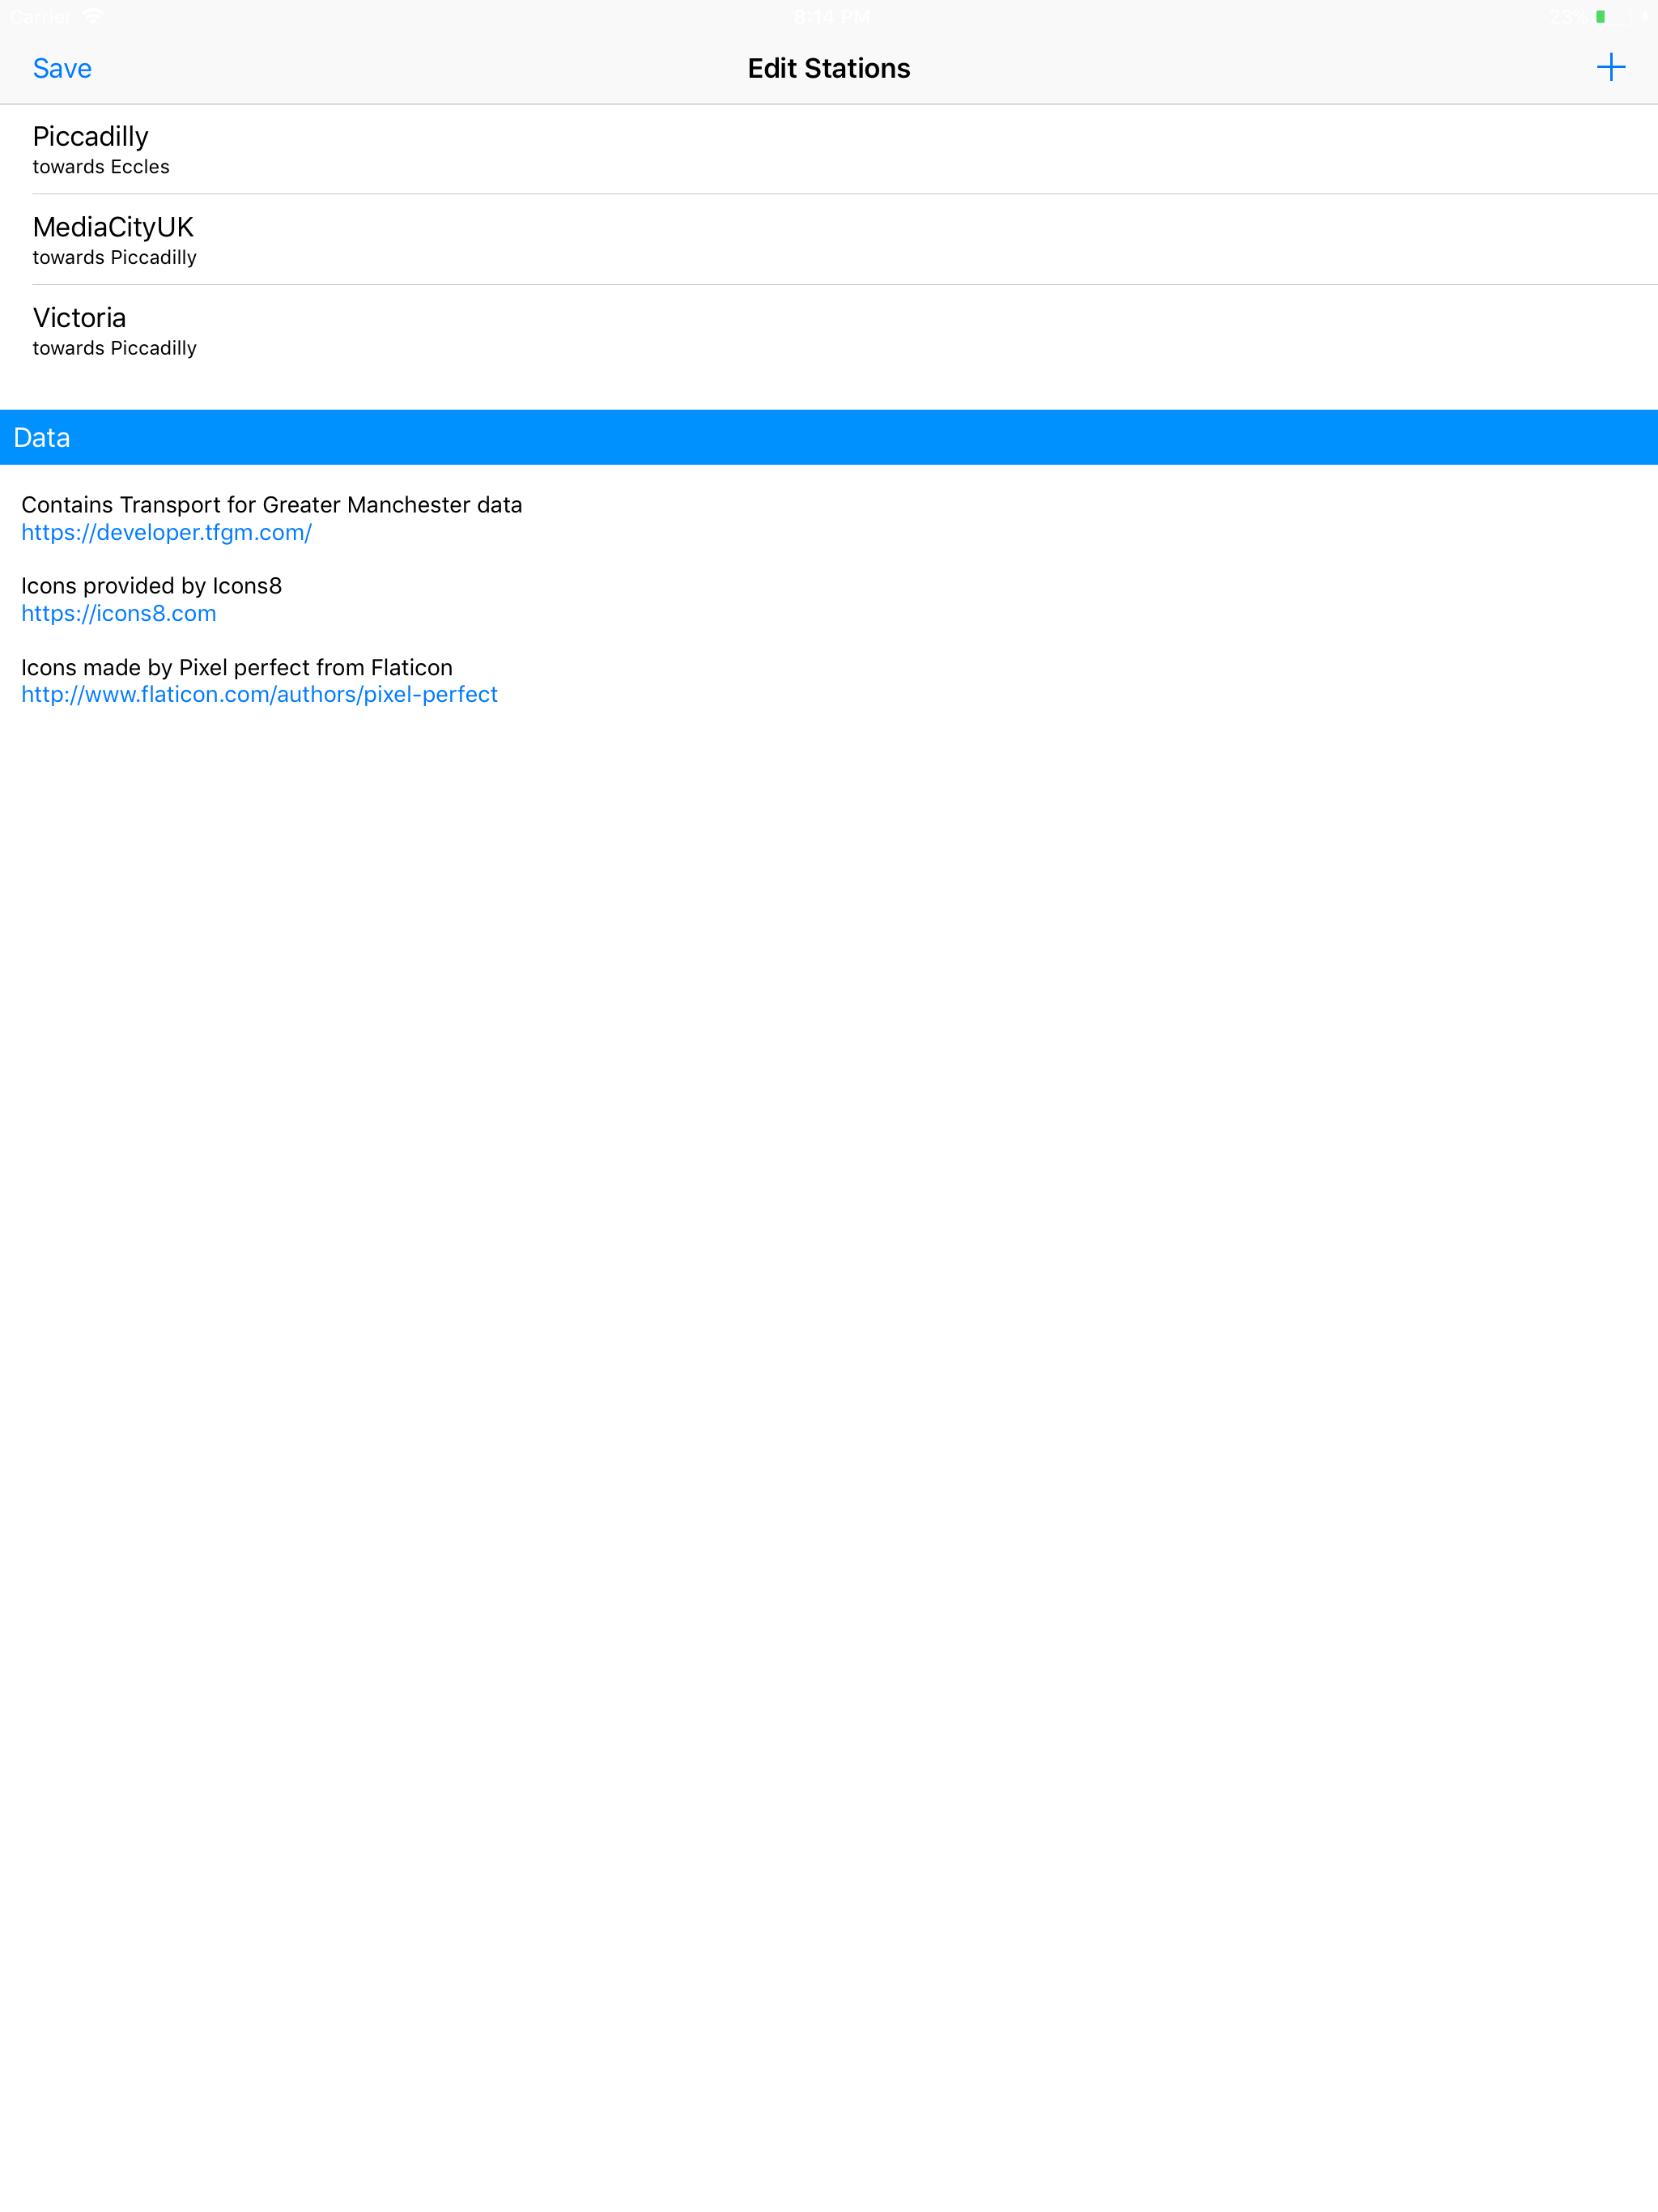 Carrier
8:14 PM
23%
Save
Edit Stations
Piccadilly
towards Eccles
MediaCityUK
towards Piccadilly
Victoria
towards Piccadilly
Data
Contains Transport for Greater Manchester data
https://developer.tfgm.com/
Icons provided by Icons8
https://icons8.com
Icons made by Pixel perfect from Flaticon
http://www.flaticon.com/authors/pixel-perfect